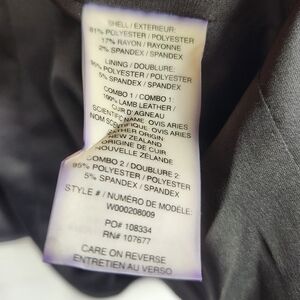 SHELL / EXTERIEUR:
81% POLYESTER / POLYESTER
17% RAYON / RAYONNE
2% SPANDEX / SPANDEX
LINING / DOUBLURE:
95% POLYESTER / POLYESTER
5% SPANDEX / SPANDEX
COMBO 1 / COMBO 1:
100% LAMB LEATHER /
CUIR D'AGNEAU
SCIENTIFIC NAME OVIS ARIES
NOM SCIENTIFIQUE OVIS ARIES
LEATHER ORIGIN:
NEW ZEALAND
ORIGINE DE CUIR
NOUVELLE ZELANDE
COMBO 2 / COMBO 2:
95% POLYESTER / POLYESTER
5% SPANDEX / SPANDEX
STYLE # / NUMÉRO DE MODÈLE:
W000208009
PO# 108334
RN# 107677
CARE ON REVERSE
ENTRETIEN AU VERSO